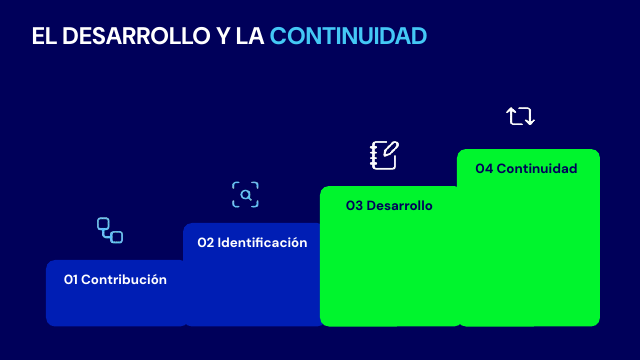 EL DESARROLLO Y LA CONTINUIDAD
01 Contribución
02 Identificación
03 Desarrollo
04 Continuidad